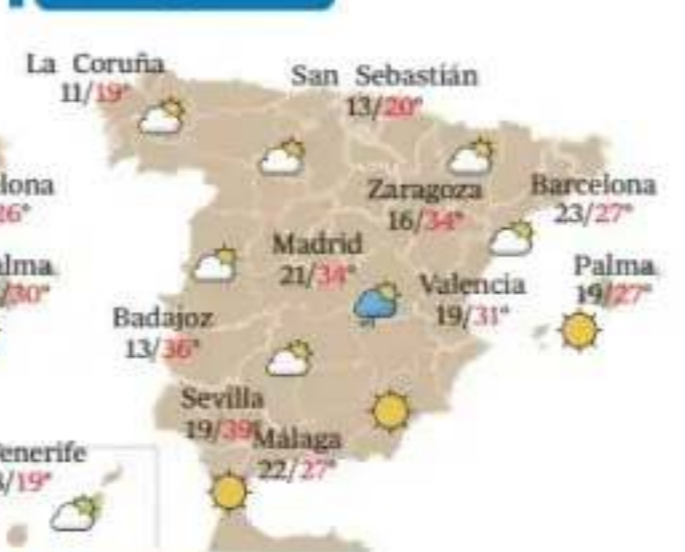 La Coruña
11/19°
San Sebastián
13/20°
Zaragoza
16/34°
Barcelona
23/27°
lona
26°
Madrid
21/34°
Valencia
19/31°
Palma
19/27°
alma
/30°
Badajoz
13/36°
Sevilla
19/39°
Málaga
22/27°
enerife
/19°